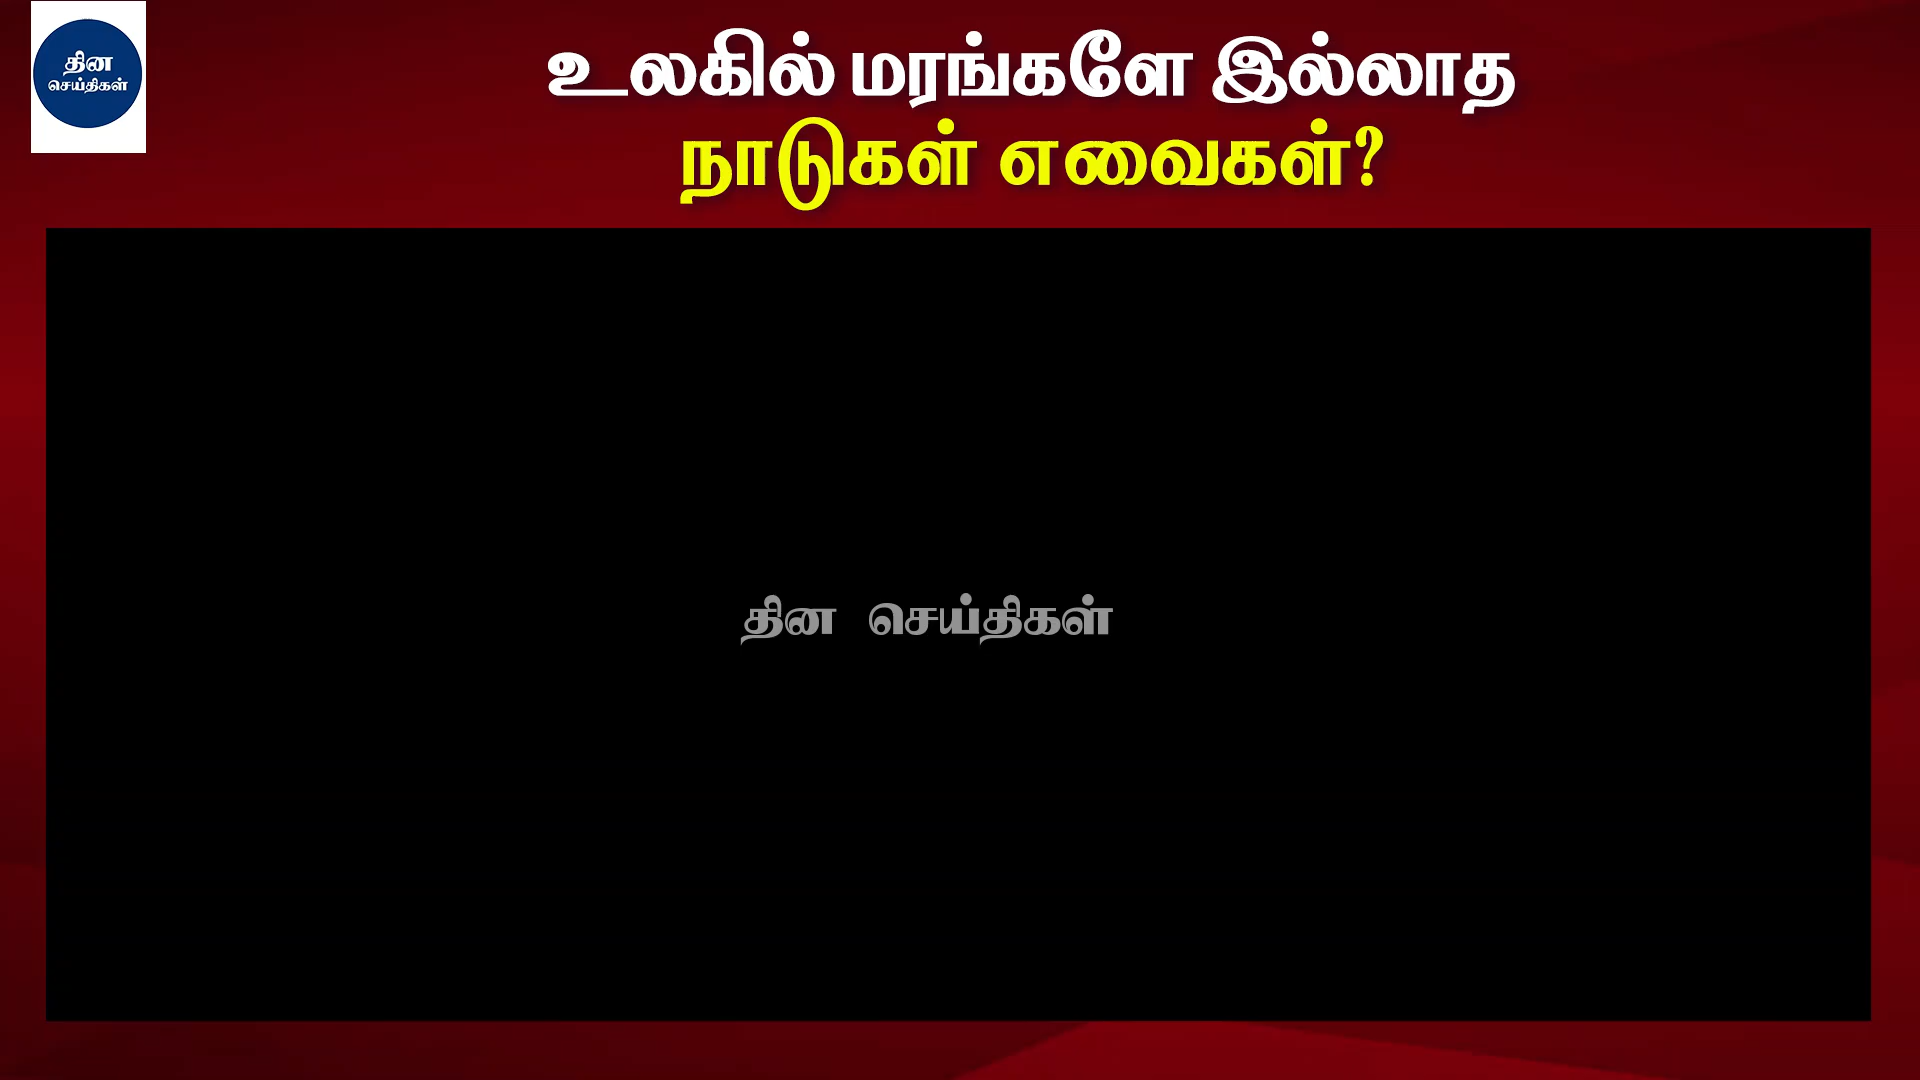 தின
செய்திகள்
உலகில் மரங்களே இல்லாத
நாடுகள் எவைகள்?
தின செய்திகள்